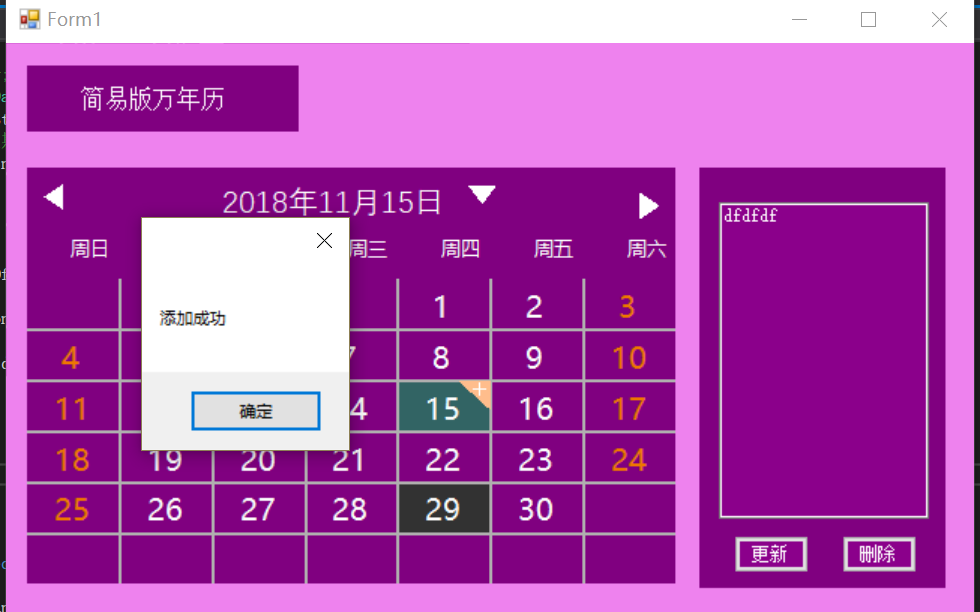 Form1
简易版万年历
2018年11月15日
周日 周三 周四 周五 周六
1 2 3
4 7 8 9 10
11 4 15 + 16 17
18 19 20 21 22 23 24
25 26 27 28 29 30
添加成功
确定
dfdfdf
更新 删除